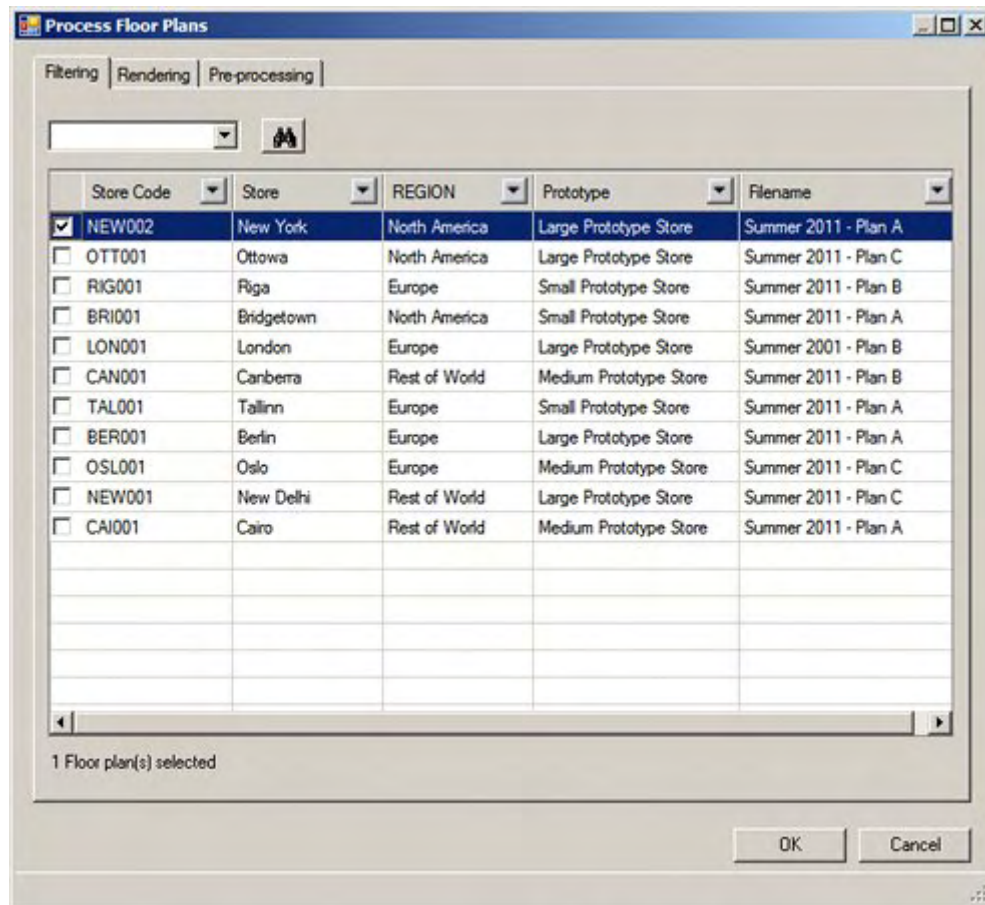 Process Floor Plans
Filtering Rendering Pre-processing
Store Code Store REGION Prototype Filename
NEW002 New York North America Large Prototype Store Summer 2011 - Plan A
OTT001 Ottowa North America Large Prototype Store Summer 2011 - Plan C
RIG001 Riga Europe Small Prototype Store Summer 2011 - Plan B
BRI001 Bridgetown North America Small Prototype Store Summer 2011 - Plan A
LON001 London Europe Large Prototype Store Summer 2001 - Plan B
CAN001 Canberra Rest of World Medium Prototype Store Summer 2011 - Plan B
TAL001 Tallinn Europe Small Prototype Store Summer 2011 - Plan A
BER001 Berlin Europe Large Prototype Store Summer 2011 - Plan A
OSL001 Oslo Europe Medium Prototype Store Summer 2011 - Plan C
NEW001 New Delhi Rest of World Large Prototype Store Summer 2011 - Plan C
CAI001 Cairo Rest of World Medium Prototype Store Summer 2011 - Plan A
1 Floor plan(s) selected
OK Cancel